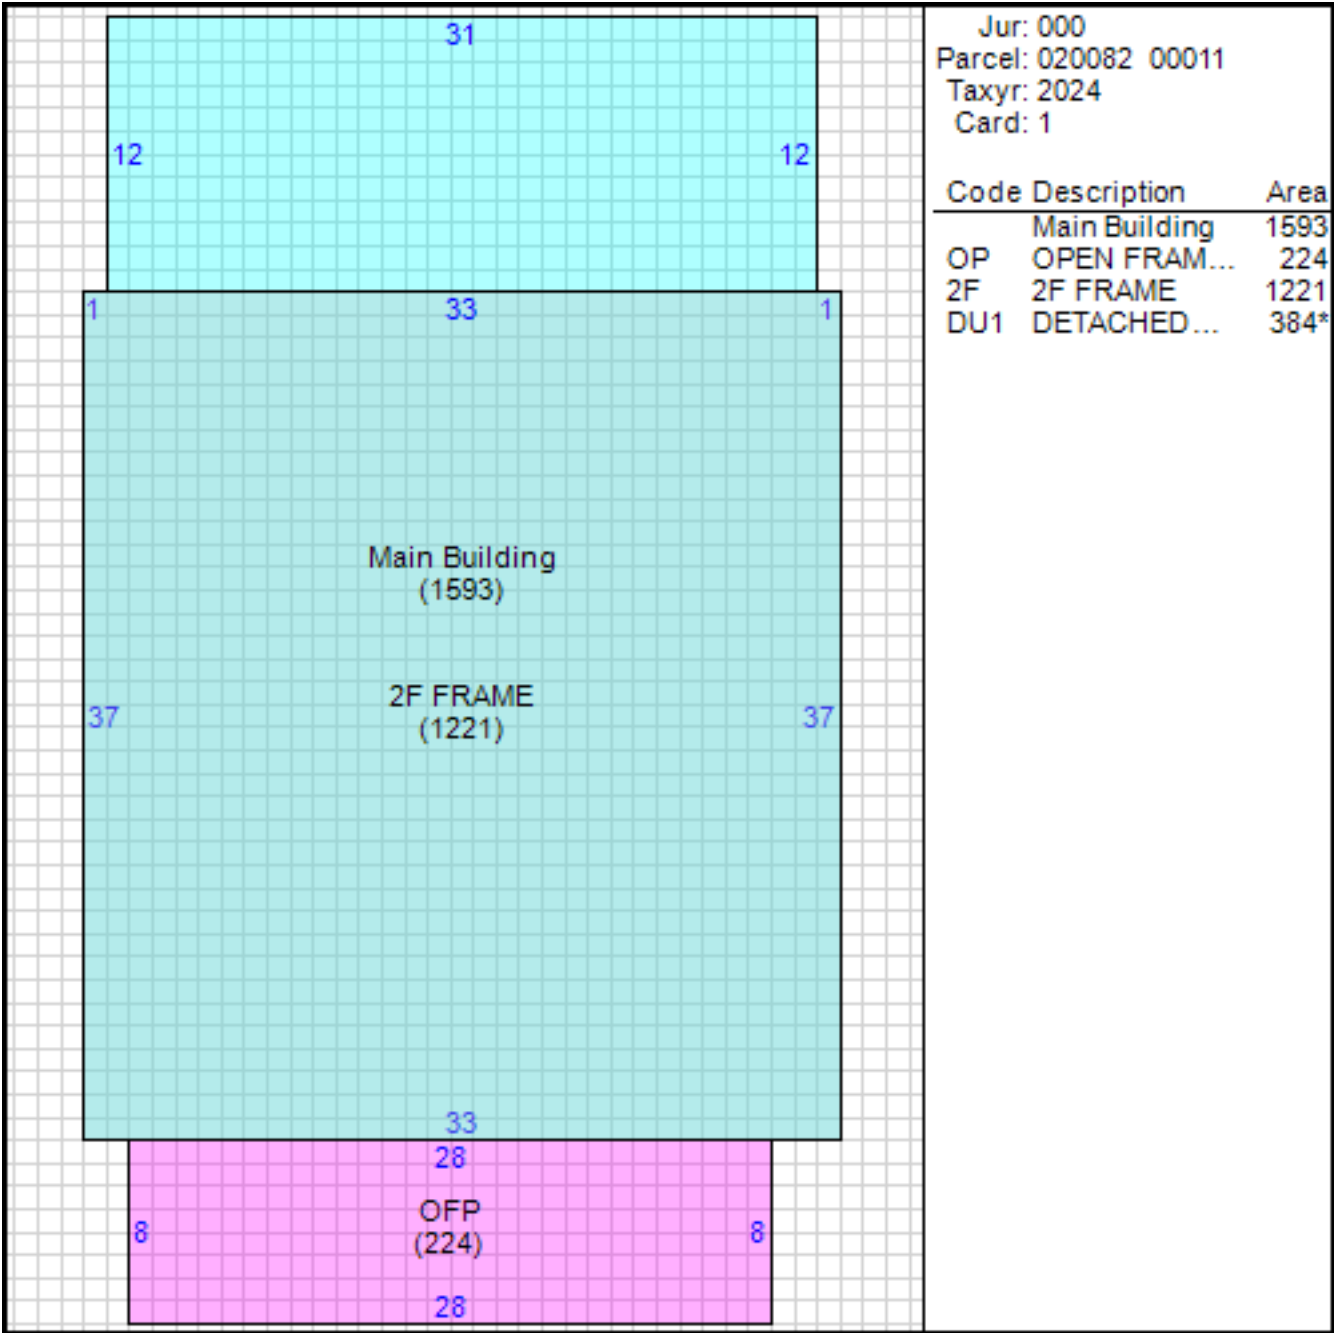 31
12 12
1 33 1
Main Building
(1593)
2F FRAME
(1221)
37 37
33
28
OFP
(224)
8 8
28
Jur: 000
Parcel: 020082 00011
Taxyr: 2024
Card: 1
Code Description Area
Main Building 1593
OP OPEN FRAM... 224
2F 2F FRAME 1221
DU1 DETACHED... 384*